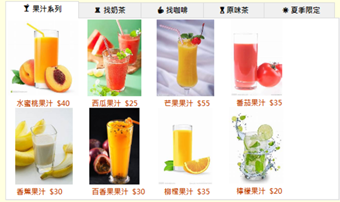 果汁系列
找奶茶
找咖啡
原味茶
夏季限定
水蜜桃果汁 $40
西瓜果汁 $25
芒果果汁 $55
番茄果汁 $35
香蕉果汁 $30
百香果果汁 $30
柳橙果汁 $35
檸檬果汁 $20